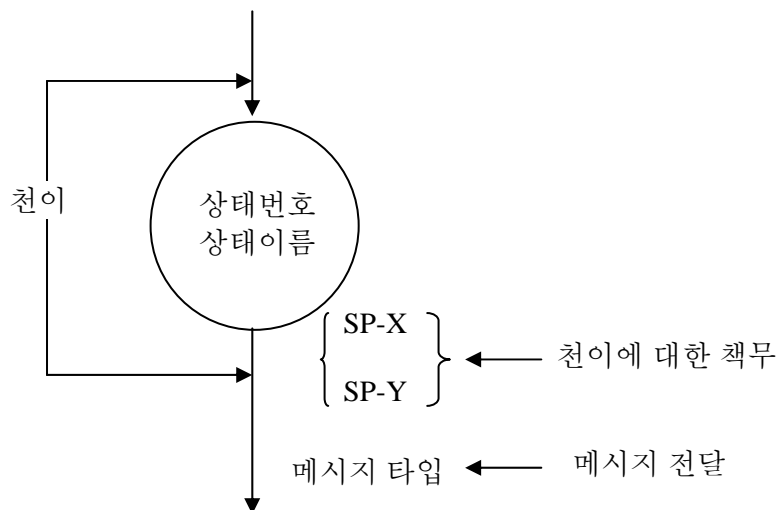 천이
상태번호
상태이름
SP-X
SP-Y
천이에 대한 책무
메시지 타입
메시지 전달